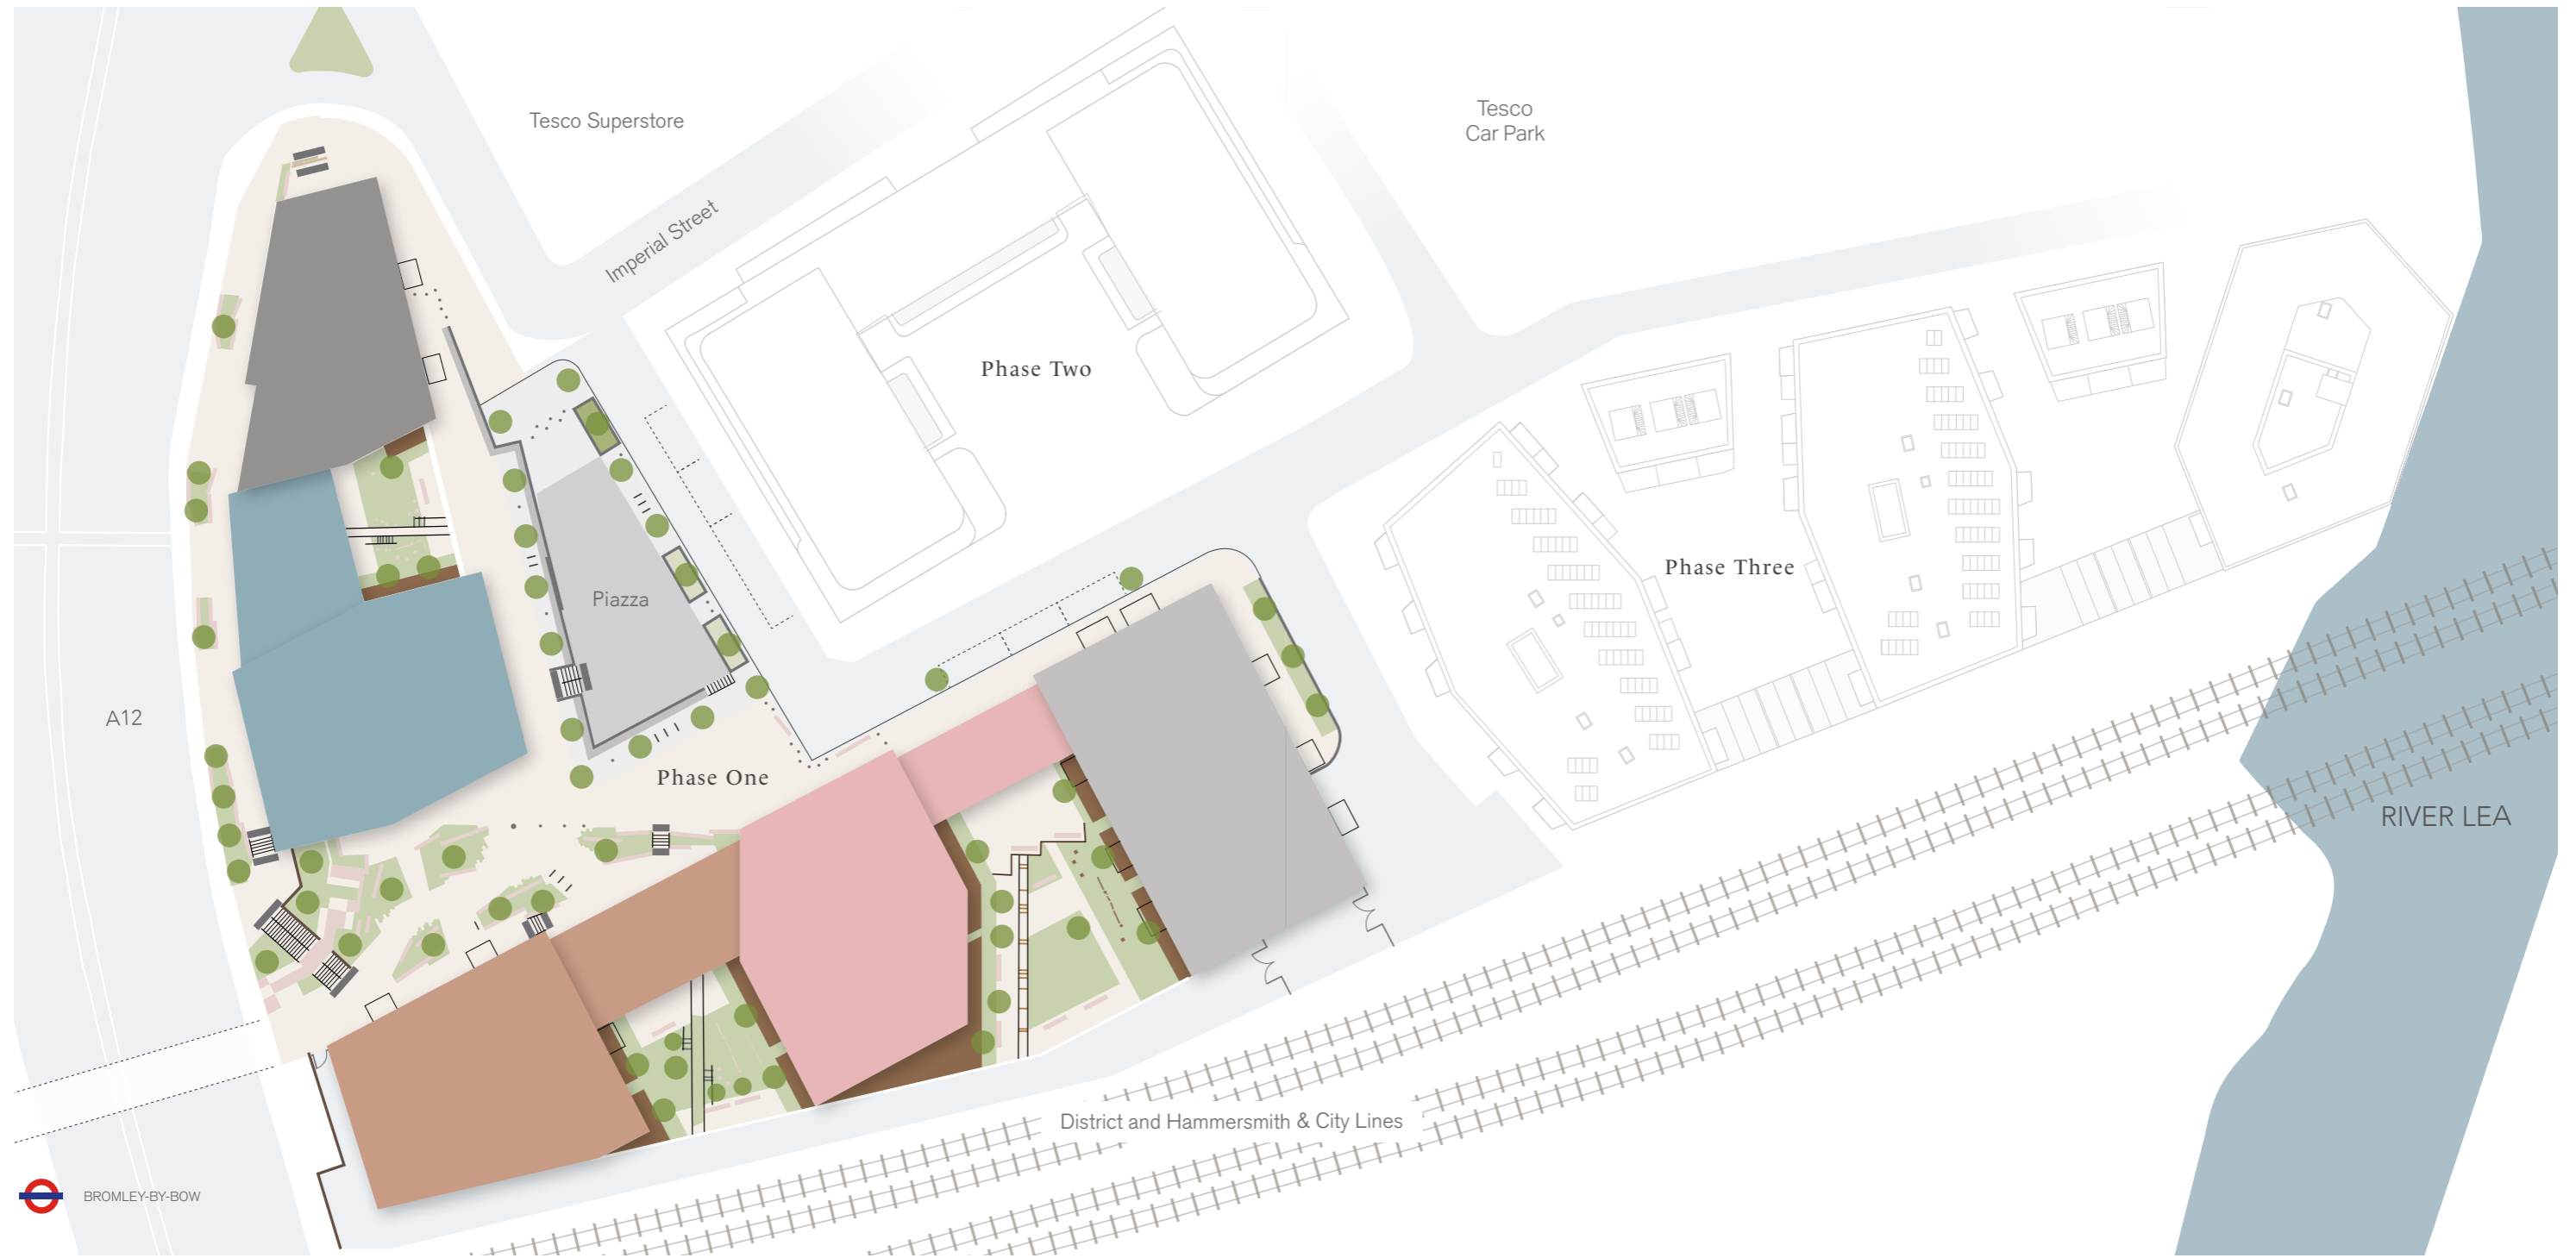 Tesco Superstore
Tesco
Car Park
Imperial Street
Phase Two
Phase Three
Piazza
A12
Phase One
RIVER LEA
District and Hammersmith & City Lines
BROMLEY-BY-BOW